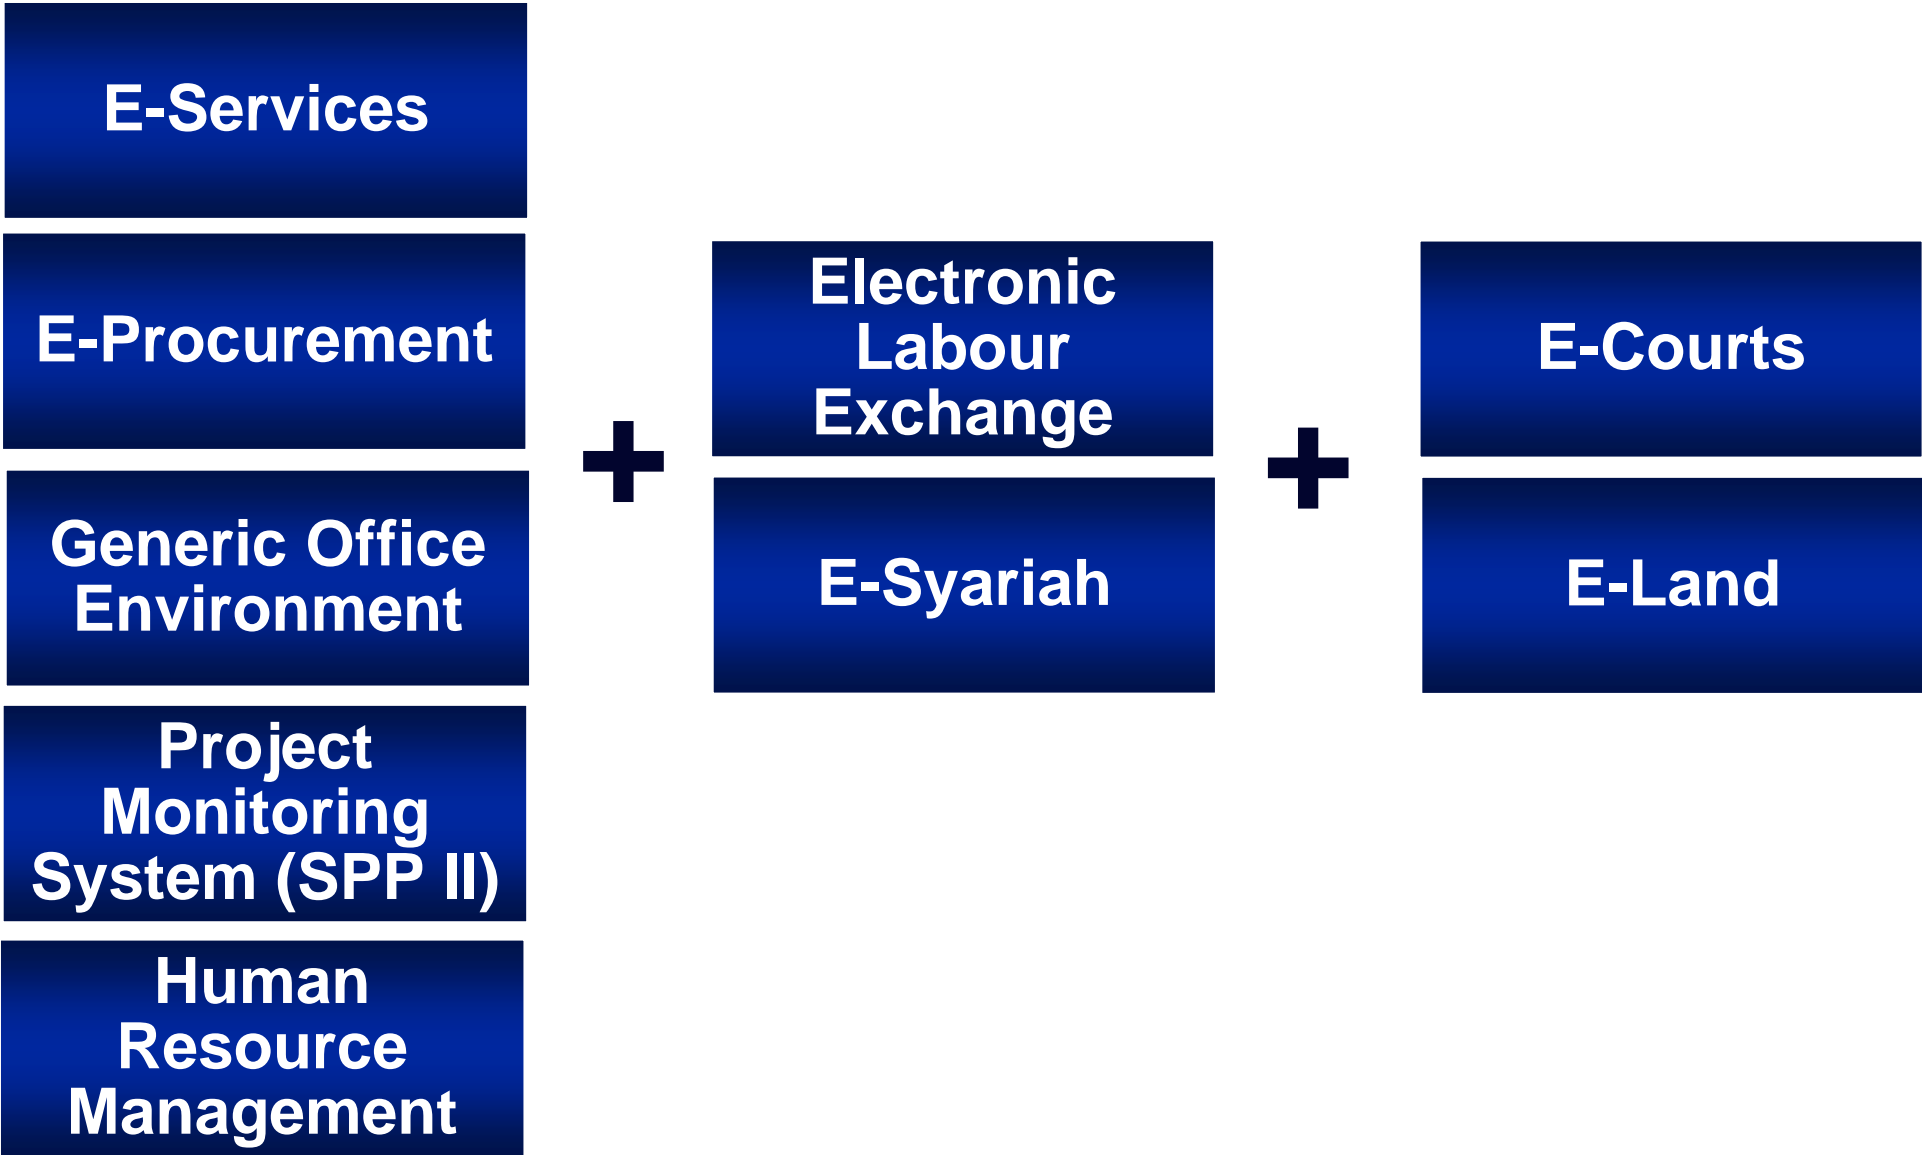 E-Services
E-Procurement
Generic Office
Environment
Project
Monitoring
System (SPP II)
Human
Resource
Management
+
Electronic
Labour
Exchange
E-Syariah
+
E-Courts
E-Land